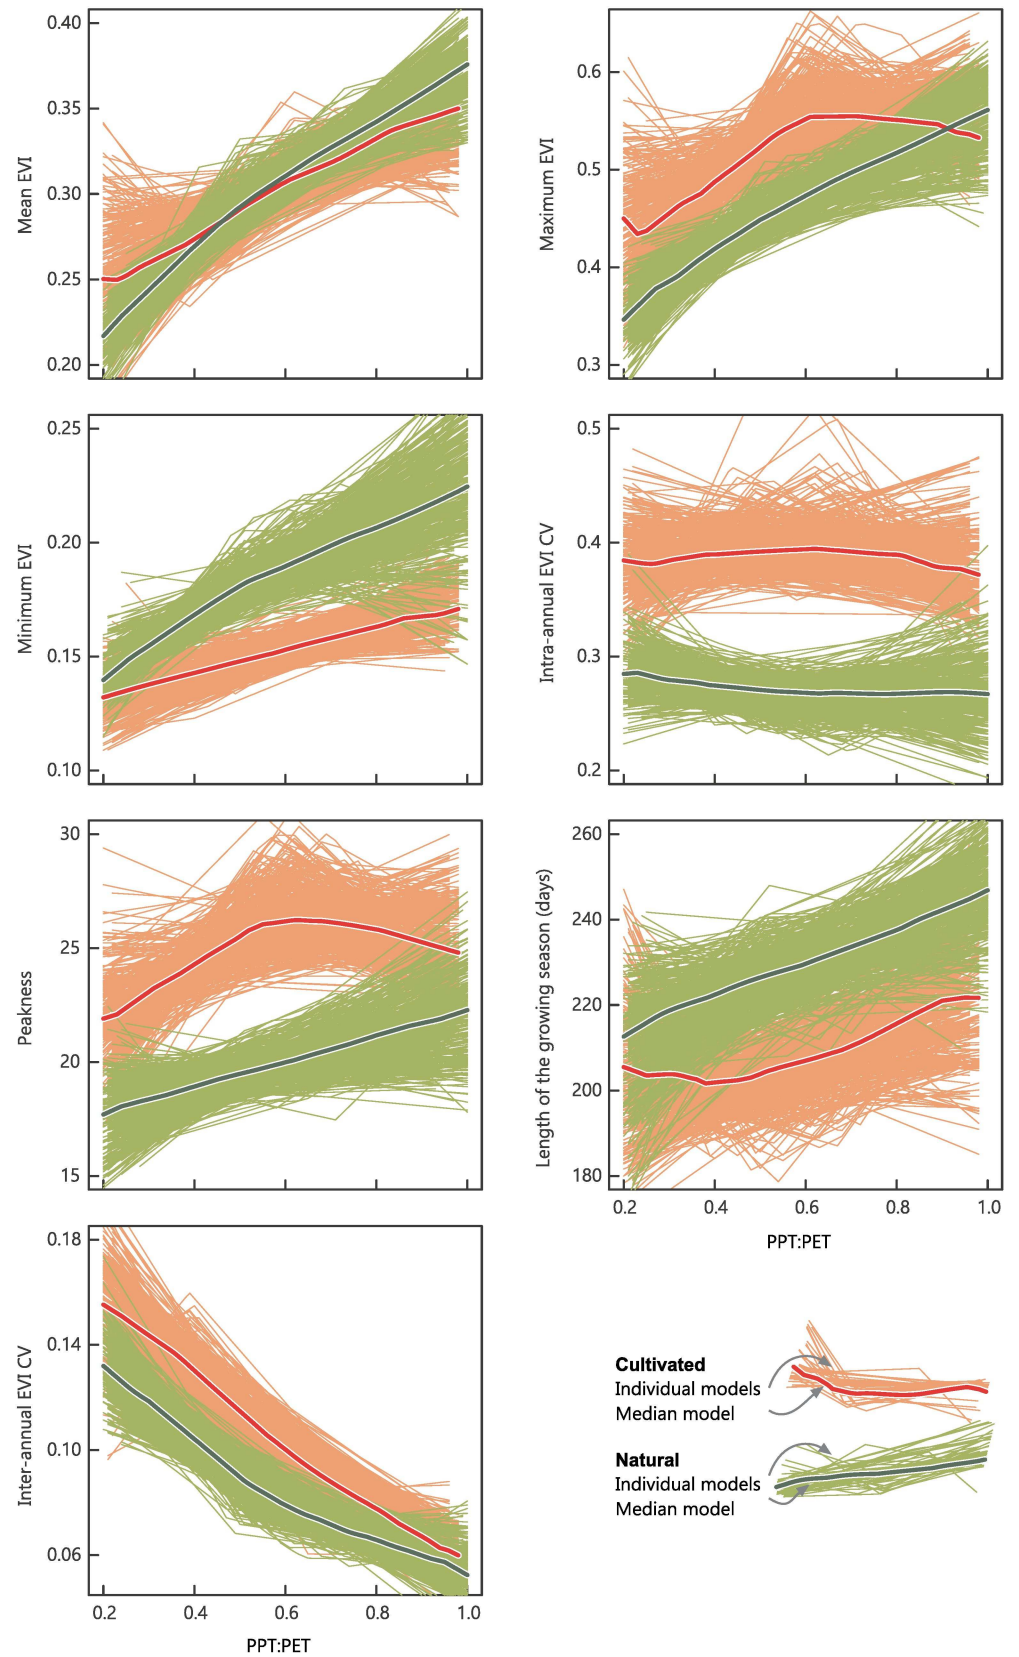 Mean EVI
0.40
0.35
0.30
0.25
0.20
Maximum EVI
0.6
0.5
0.4
0.3
Minimum EVI
0.25
0.20
0.15
0.10
Intra-annual EVI CV
0.5
0.4
0.3
0.2
Peakness
30
25
20
15
Length of the growing season (days)
260
240
220
200
180
0.2 0.4 0.6 0.8 1.0
PPT:PET
Inter-annual EVI CV
0.18
0.14
0.10
0.06
0.2 0.4 0.6 0.8 1.0
PPT:PET
Cultivated
Individual models
Median model
Natural
Individual models
Median model